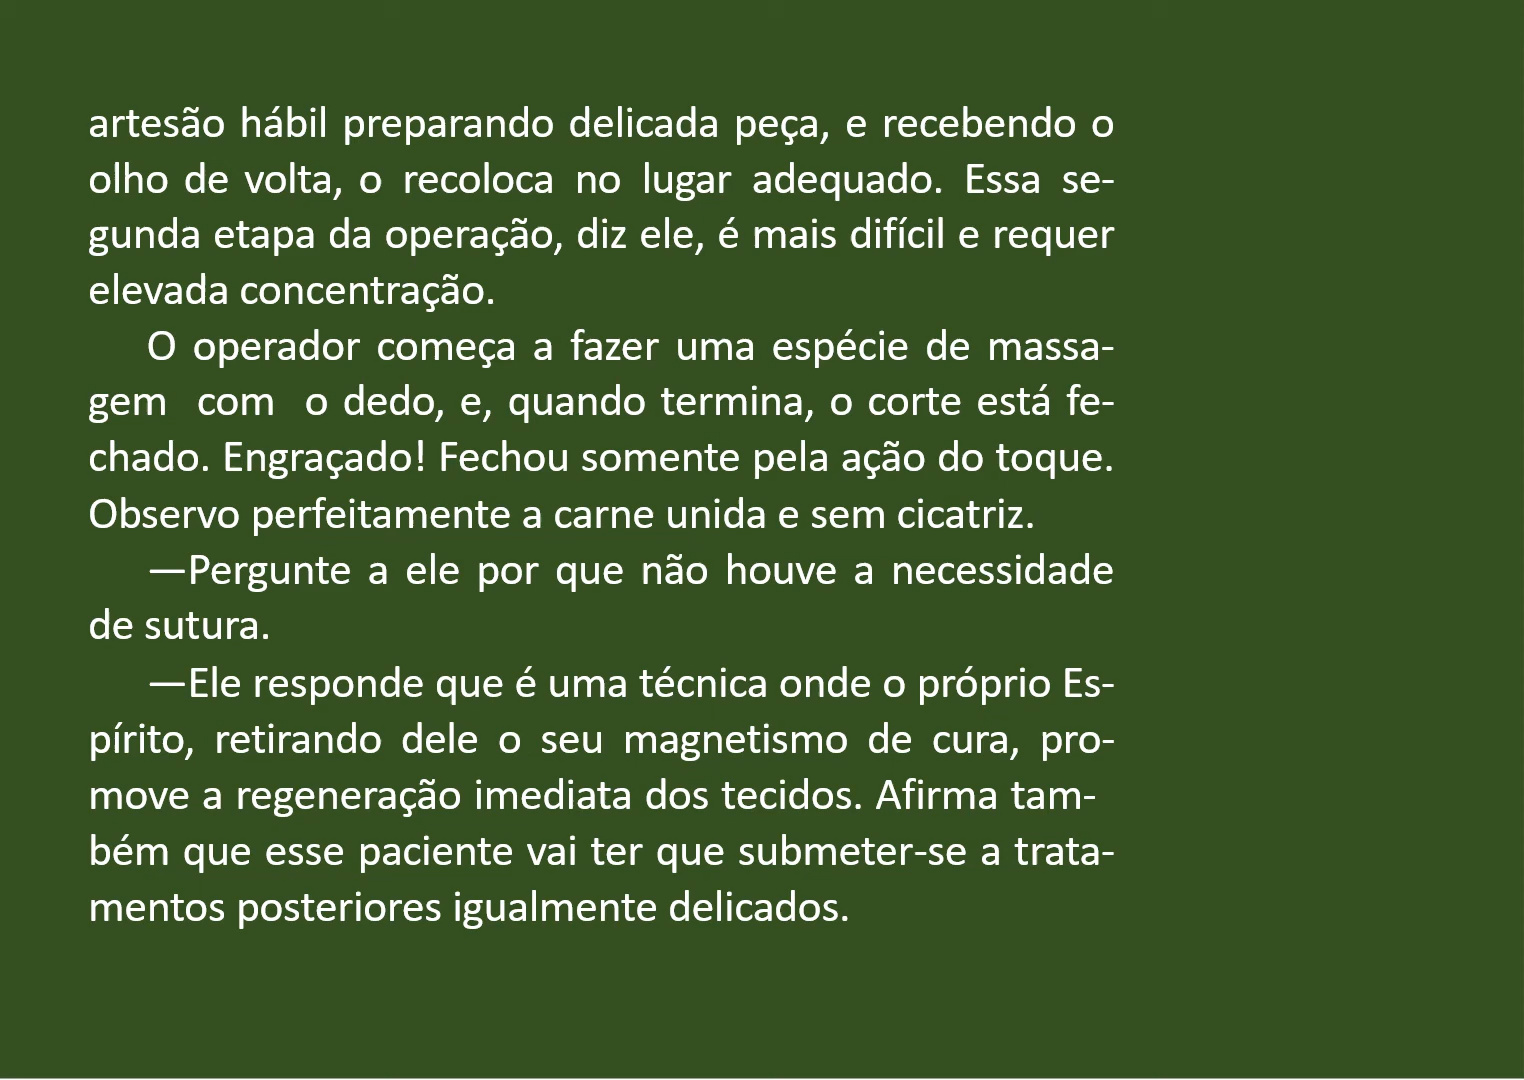 artesão hábil preparando delicada peça, e recebendo o
olho de volta, o recoloca no lugar adequado. Essa se-
gunda etapa da operação, diz ele, é mais difícil e requer
elevada concentração.
O operador começa a fazer uma espécie de massa-
gem com o dedo, e, quando termina, o corte está fe-
chado. Engraçado! Fechou somente pela ação do toque.
Observo perfeitamente a carne unida e sem cicatriz.
—Pergunte a ele por que não houve a necessidade
de sutura.
—Ele responde que é uma técnica onde o próprio Es-
pírito, retirando dele o seu magnetismo de cura, pro-
move a regeneração imediata dos tecidos. Afirma tam-
bém que esse paciente vai ter que submeter-se a trata-
mentos posteriores igualmente delicados.